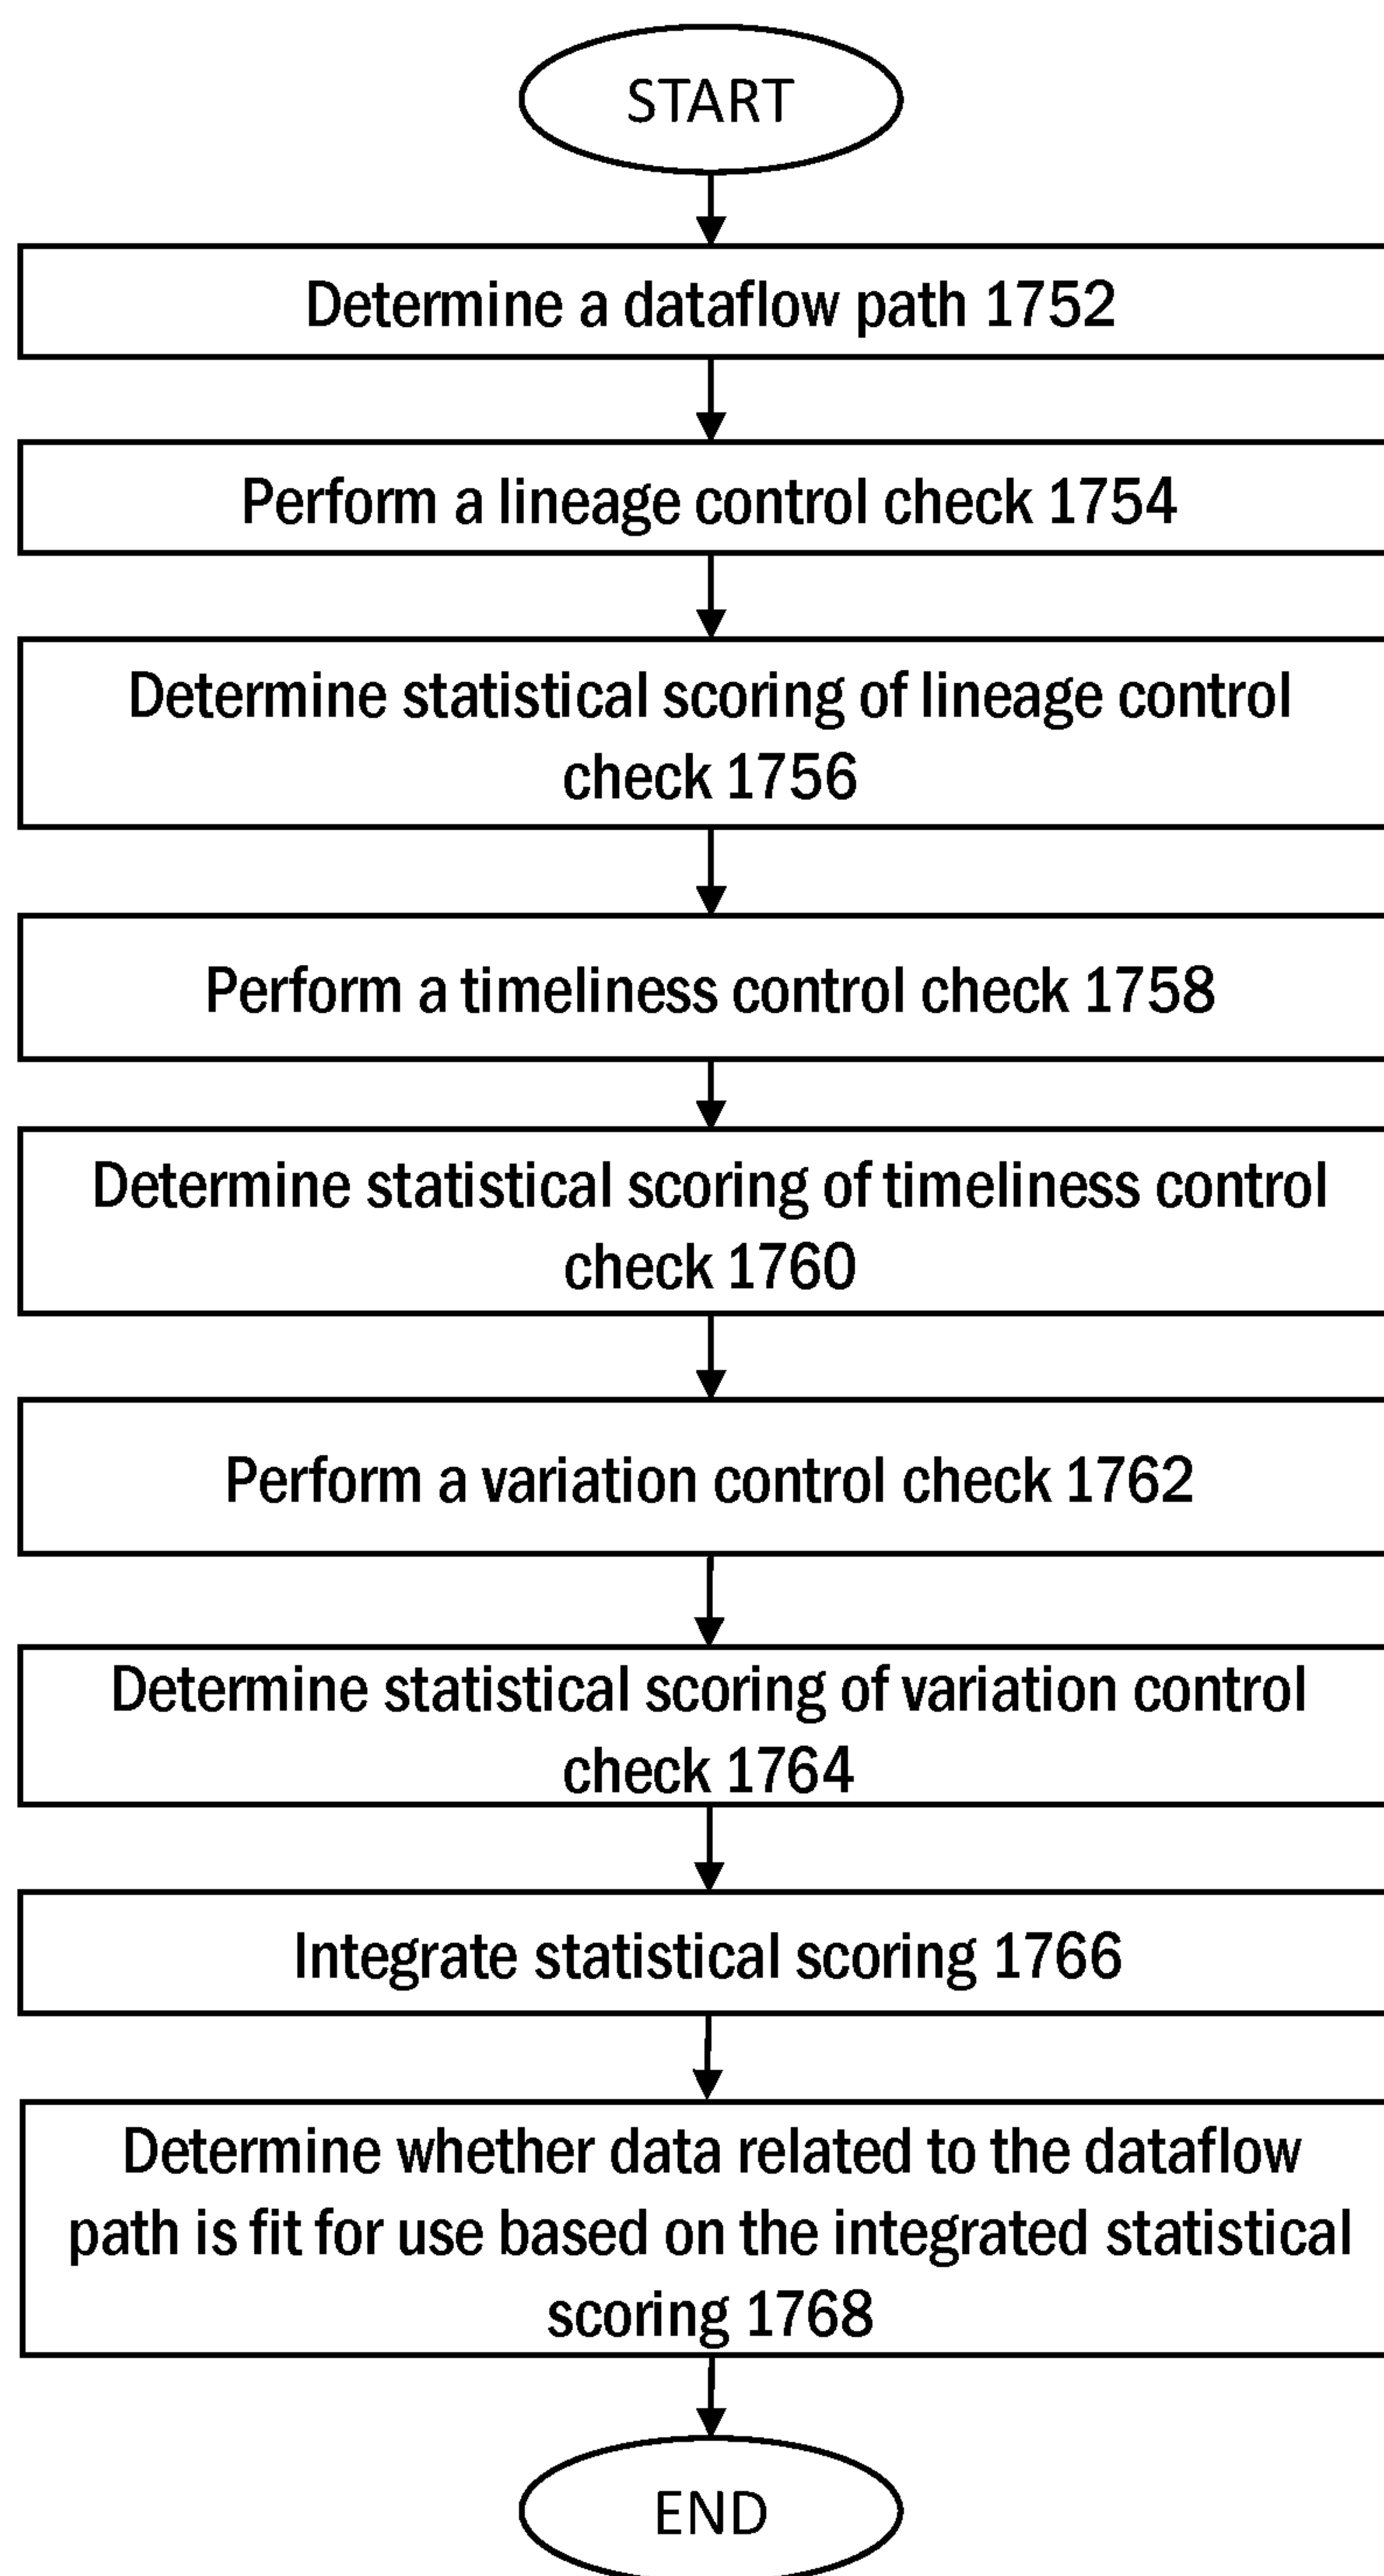 START
Determine a dataflow path 1752
Perform a lineage control check 1754
Determine statistical scoring of lineage control
check 1756
Perform a timeliness control check 1758
Determine statistical scoring of timeliness control
check 1760
Perform a variation control check 1762
Determine statistical scoring of variation control
check 1764
Integrate statistical scoring 1766
Determine whether data related to the dataflow
path is fit for use based on the integrated statistical
scoring 1768
END